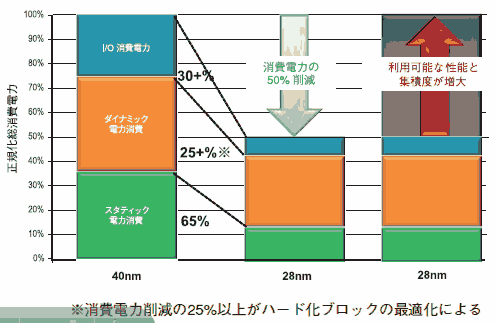 正規化総消費電力
100%
90%
80%
70%
60%
50%
40%
30%
20%
10%
0%
I/O 消費電力
ダイナミック
電力消費
スタティック
電力消費
30+%
25+%※
65%
消費電力の
50% 削減
利用可能な性能と
集積度が増大
40nm
28nm
28nm
※消費電力削減の25%以上がハード化ブロックの最適化による